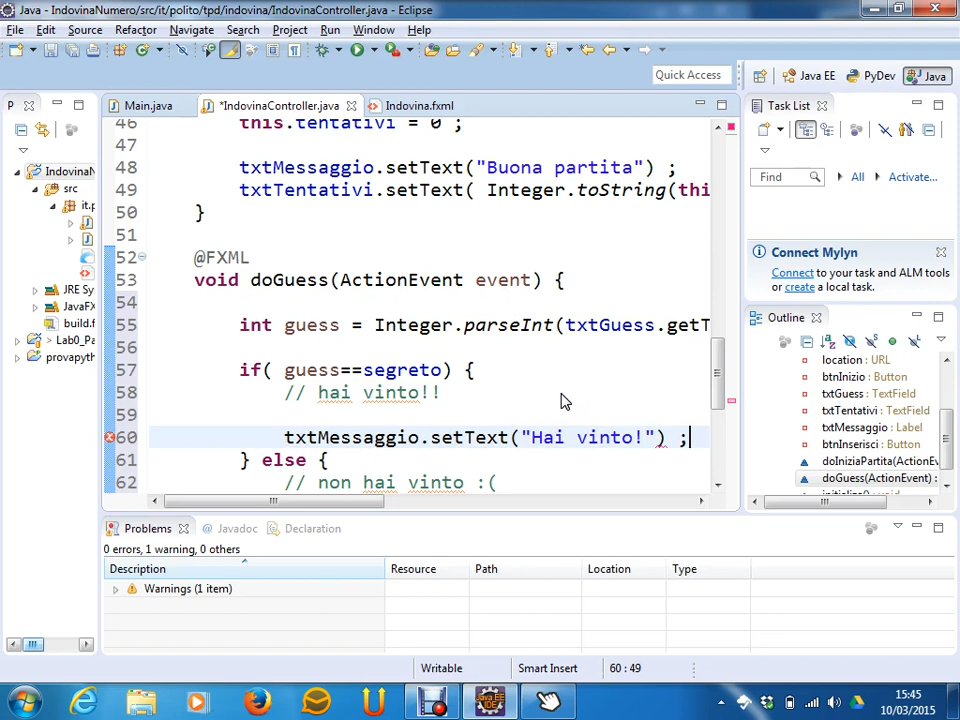 Java - IndovinaNumero/src/it/polito/tpd/indovina/IndovinaController.java - Eclipse
File Edit Source Refactor Navigate Search Project Run Window Help
Quick Access
Java EE PyDev Java
P
Main.java *IndovinaController.java Indovina.fxml
Task List
IndovinaN
src
it.p
JRE Sy
JavaFX
build.f
Lab0_Pa
provapyth
46 this.tentativi = 0 ;
47
48 txtMessaggio.setText("Buona partita") ;
49 txtTentativi.setText( Integer.toString(thi
50 }
51
52 @FXML
53 void doGuess(ActionEvent event) {
54
55 int guess = Integer.parseInt(txtGuess.getT
56
57 if( guess==segreto) {
58 // hai vinto!!
59
60 txtMessaggio.setText("Hai vinto!") ;
61 } else {
62 // non hai vinto :(
Find All Activate...
Connect Mylyn
Connect to your task and ALM tools
or create a local task.
Outline
location : URL
btnInizio : Button
txtGuess : TextField
txtTentativi : TextField
txtMessaggio : Label
btnInserisci : Button
doIniziaPartita(ActionEv
doGuess(ActionEvent) :
initialize() : void
Problems Javadoc Declaration
0 errors, 1 warning, 0 others
Description Resource Path Location Type
Warnings (1 item)
Writable Smart Insert 60 : 49
Java EE
IDE
15:45
10/03/2015